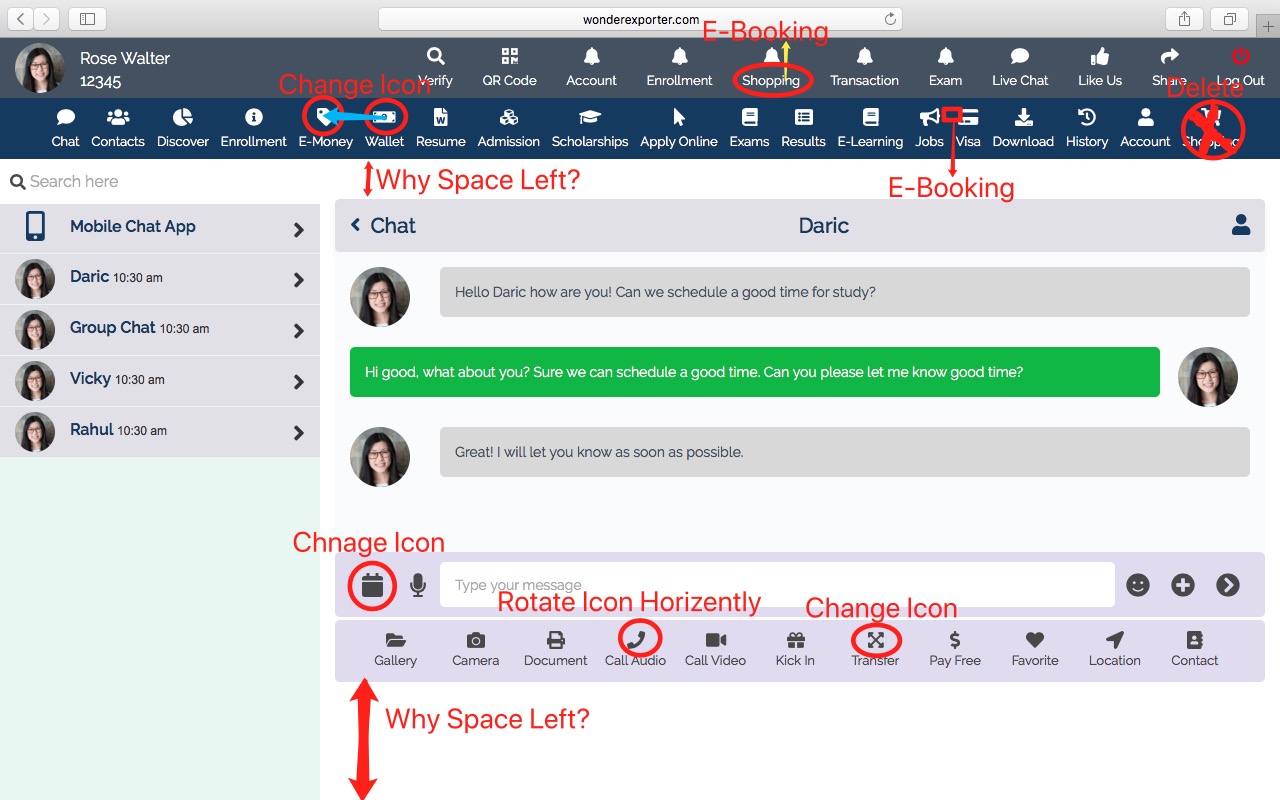 wonderexporter.com
E-Booking
Rose Walter
12345
Change Icon
Verify
QR Code
Account
Enrollment
Shopping
Transaction
Exam
Live Chat
Like Us
Share
Log Out
Delete
Chat
Contacts
Discover
Enrollment
E-Money
Wallet
Resume
Admission
Scholarships
Apply Online
Exams
Results
E-Learning
Jobs
Visa
Download
History
Account
Shopping
Search here
Why Space Left?
E-Booking
Mobile Chat App
Daric 10:30 am
Group Chat 10:30 am
Vicky 10:30 am
Rahul 10:30 am
Chat
Daric
Hello Daric how are you! Can we schedule a good time for study?
Hi good, what about you? Sure we can schedule a good time. Can you please let me know good time?
Great! I will let you know as soon as possible.
Chnage Icon
Type your message
Rotate Icon Horizently
Change Icon
Gallery
Camera
Document
Call Audio
Call Video
Kick In
Transfer
Pay Free
Favorite
Location
Contact
Why Space Left?